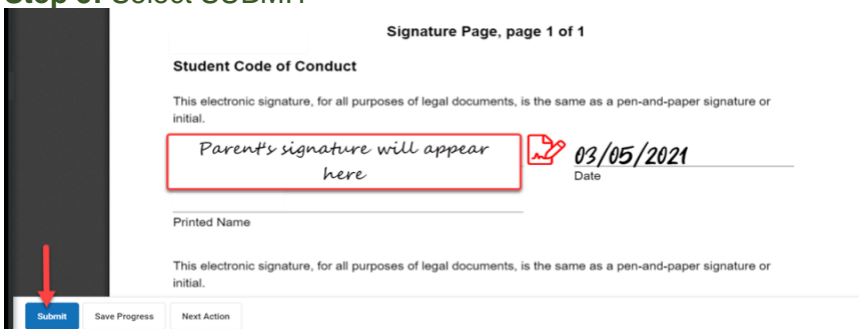 Signature Page, page 1 of 1
Student Code of Conduct
This electronic signature, for all purposes of legal documents, is the same as a pen-and-paper signature or
initial.
Parent's signature will appear
here
03/05/2021
Date
Printed Name
This electronic signature, for all purposes of legal documents, is the same as a pen-and-paper signature or
initial.
Submit Save Progress Next Action